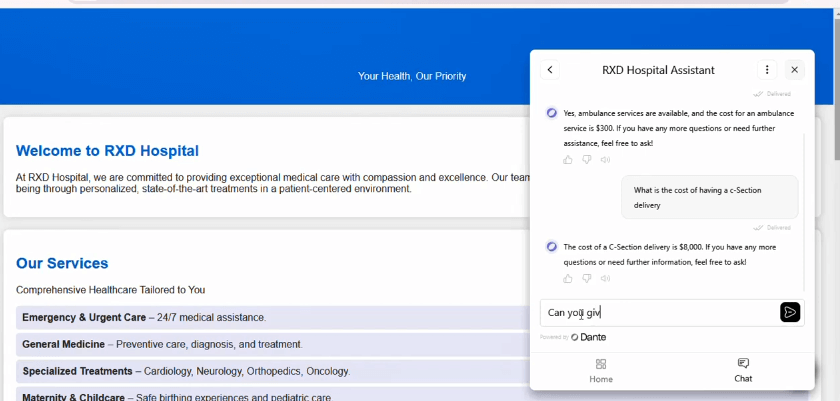 Your Health, Our Priority
Welcome to RXD Hospital
At RXD Hospital, we are committed to providing exceptional medical care with compassion and excellence. Our team
being through personalized, state-of-the-art treatments in a patient-centered environment.
Our Services
Comprehensive Healthcare Tailored to You
Emergency & Urgent Care – 24/7 medical assistance.
General Medicine – Preventive care, diagnosis, and treatment.
Specialized Treatments – Cardiology, Neurology, Orthopedics, Oncology.
Maternity & Childcare – Safe birthing experiences and pediatric care.
RXD Hospital Assistant
Delivered
Yes, ambulance services are available, and the cost for an ambulance
service is $300. If you have any more questions or need further
assistance, feel free to ask!
What is the cost of having a c-Section
delivery
Delivered
The cost of a C-Section delivery is $8,000. If you have any more
questions or need further information, feel free to ask!
Can you giv
Powered by Dante
Home
Chat